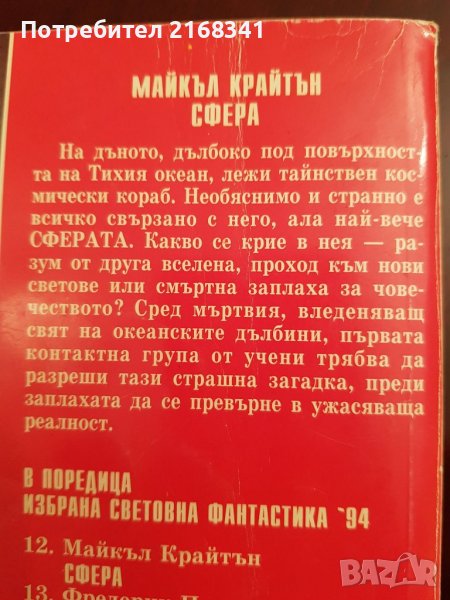 Потребител 2168341
МАЙКЪЛ КРАЙТЪН
СФЕРА
На дъното, дълбоко под повърхност-
та на Тихия океан, лежи тайнствен кос-
мически кораб. Необяснимо и странно е
всичко свързано с него, ала най-вече
СФЕРАТА. Какво се крие в нея — ра-
зум от друга вселена, проход към нови
светове или смъртна заплаха за чове-
чеството? Сред мъртвия, вледеняващ
свят на океанските дълбини, първата
контактна група от учени трябва да
разреши тази страшна загадка, преди
заплахата да се превърне в ужасяваща
реалност.
В ПОРЕДИЦА
ИЗБРАНА СВЕТОВНА ФАНТАСТИКА `94
12. Майкъл Крайтън
СФЕРА
13. Фредерик
BAZAR